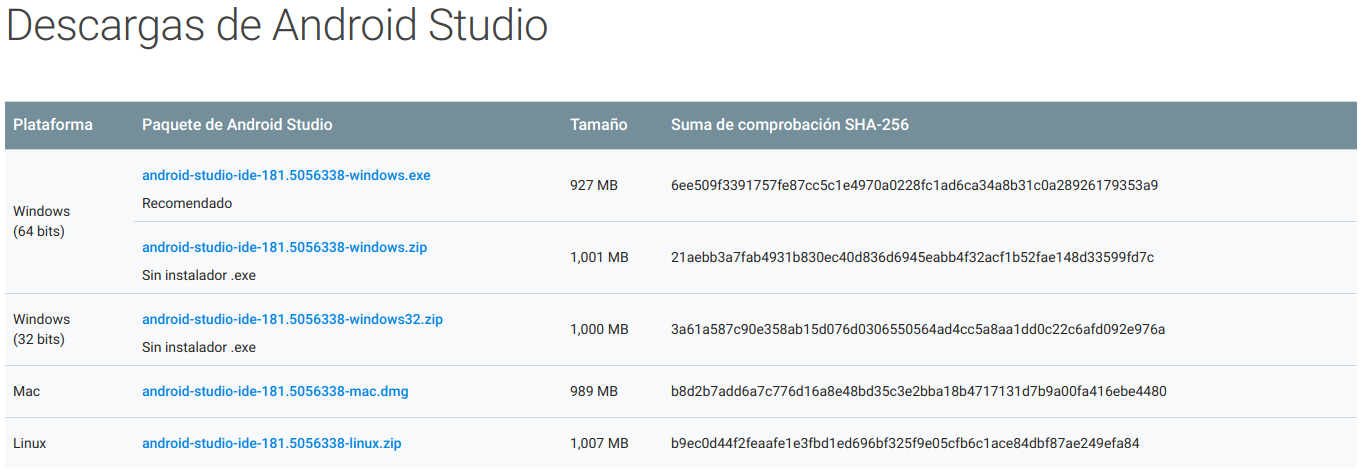 Descargas de Android Studio
Plataforma Paquete de Android Studio Tamaño Suma de comprobación SHA-256
Windows
(64 bits)
android-studio-ide-181.5056338-windows.exe
Recomendado
927 MB
6ee509f3391757fe87cc5c1e4970a0228fc1ad6ca34a8b31c0a28926179353a9
android-studio-ide-181.5056338-windows.zip
Sin instalador .exe
1,001 MB
21aebb3a7fab4931b830ec40d836d6945eabb4f32acf1b52fae148d33599fd7c
Windows
(32 bits)
android-studio-ide-181.5056338-windows32.zip
Sin instalador .exe
1,000 MB
3a61a587c90e358ab15d076d0306550564ad4cc5a8aa1dd0c22c6afd092e976a
Mac android-studio-ide-181.5056338-mac.dmg 989 MB b8d2b7add6a7c776d16a8e48bd35c3e2bba18b4717131d7b9a00fa416ebe4480
Linux android-studio-ide-181.5056338-linux.zip 1,007 MB b9ec0d44f2feaafe1e3fbd1ed696bf325f9e05cfb6c1ace84dbf87ae249efa84